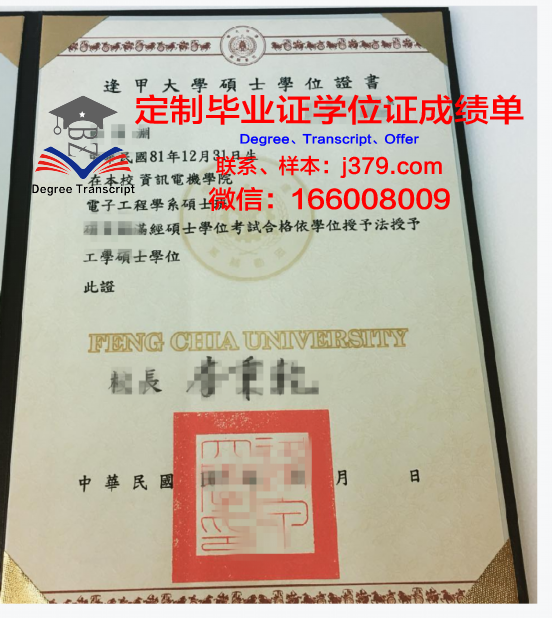 逢甲大學碩士學位證書
定制毕业证学位证成绩单
Degree、Transcript、Offer
民國81年12月31日生
联系、样本：j379.com
在本校資訊電機學院
Degree Transcript
微信：166008009
電子工程學系碩士班
滿經碩士學位考試合格依學位授予法授予
工學碩士學位
此證
FENG CHIA UNIVERSITY
校長
中華民國 月 日